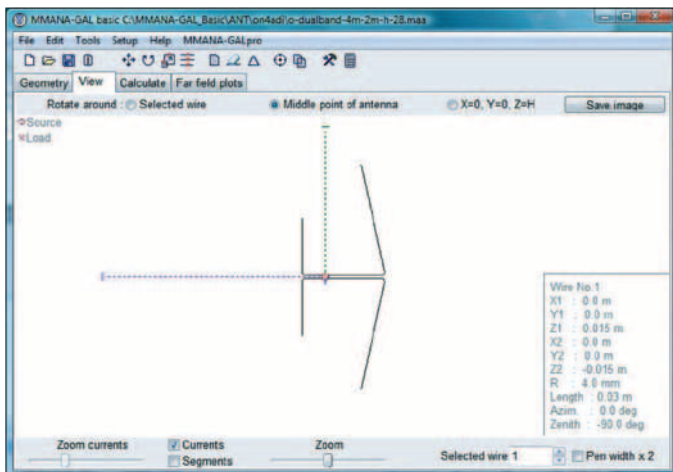 MMANA-GAL basic C:\MMANA-GAL_Basic\ANT\on4adi\o-dualband-4m-2m-h-28.maa
File Edit Tools Setup Help MMANA-GALpro
Geometry View Calculate Far field plots
Rotate around : Selected wire Middle point of antenna X=0, Y=0, Z=H Save image
Source
Load
Wire No.1
X1 : 0.0 m
Y1 : 0.0 m
Z1 : 0.015 m
X2 : 0.0 m
Y2 : 0.0 m
Z2 : -0.015 m
R : 4.0 mm
Length : 0.03 m
Azim : 0.0 deg
Zenith : -90.0 deg
Zoom currents Currents Zoom
Segments Selected wire 1 Pen width x 2